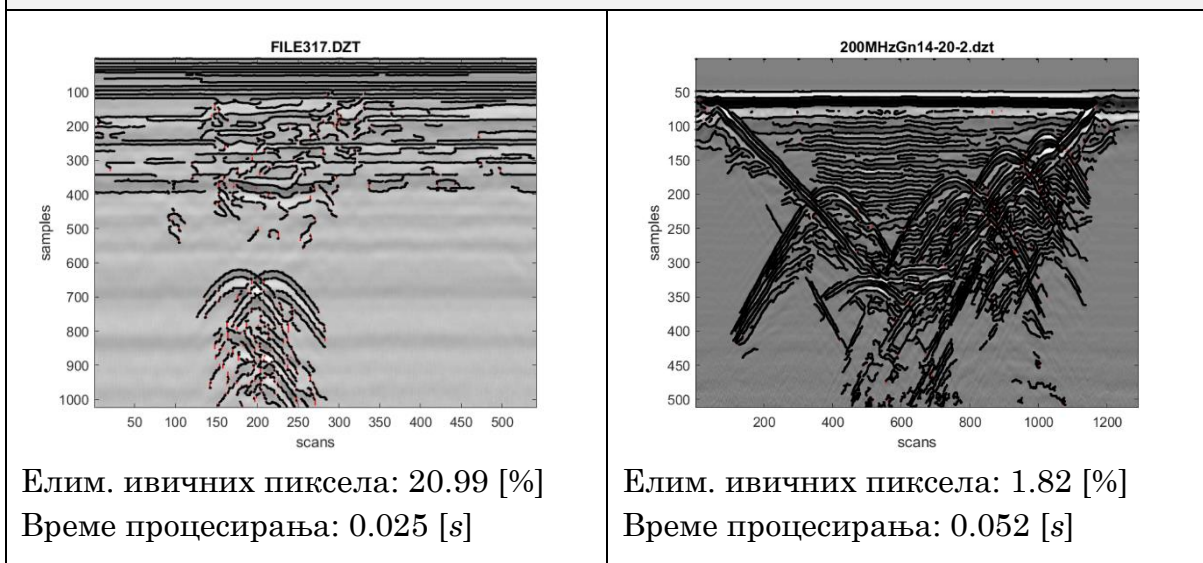 FILE317.DZT
100
200
300
400
500
600
700
800
900
1000
samples
50 100 150 200 250 300 350 400 450 500
scans
Елим. ивичних пиксела: 20.99 [%]
Време процесирања: 0.025 [s]
200MHzGn14-20-2.dzt
50
100
150
200
250
300
350
400
450
500
samples
200 400 600 800 1000 1200
scans
Елим. ивичних пиксела: 1.82 [%]
Време процесирања: 0.052 [s]